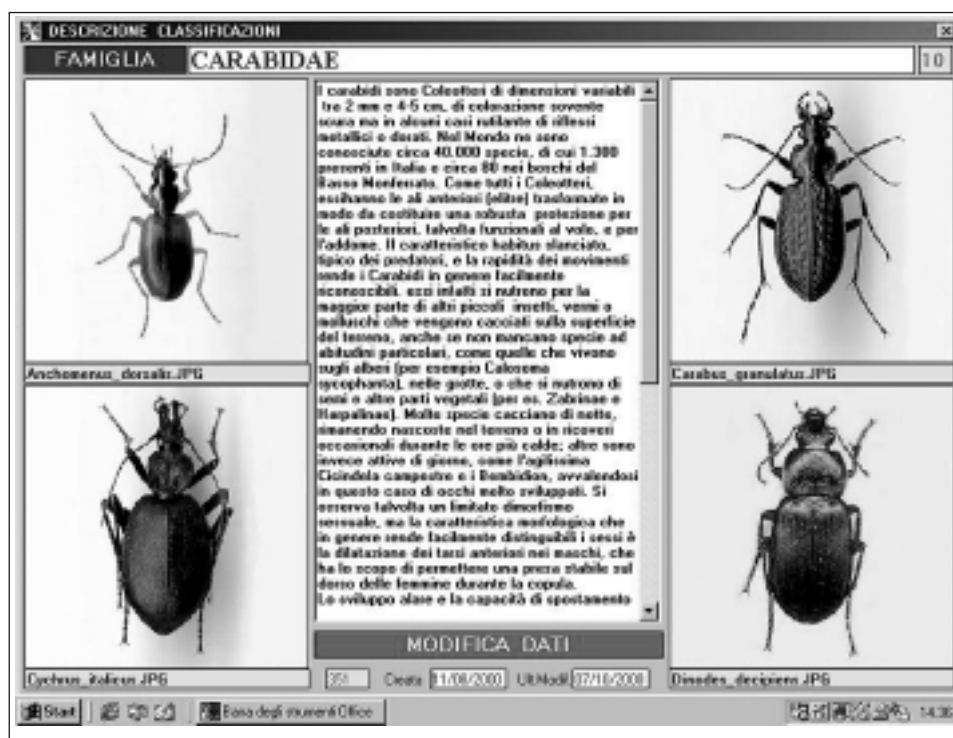 DESCRIZIONE CLASSIFICAZIONI
FAMIGLIA CARABIDAE 10
I carabidi sono Coleotteri di dimensioni variabili
tra 2 mm e 4-5 cm, di colorazione sovente
scura ma in alcuni casi rutilante di riflessi
metallici o dorati. Nel Mondo ne sono
conosciute circa 40.000 specie, di cui 1.300
presenti in Italia e circa 80 nei boschi del
Basso Monferrato. Come tutti i Coleotteri,
essihanno le ali anteriori (elitre) trasformate in
modo da costituire una robusta protezione per
le ali posteriori, talvolta funzionali al volo, e per
l'addome. Il caratteristico habitus slanciato,
tipico dei predatori, e la rapidità dei movimenti
rende i Carabidi in genere facilmente
riconoscibili. essi infatti si nutrono per la
maggior parte di altri piccoli insetti, vermi o
molluschi che vengono cacciati sulla superficie
del terreno, anche se non mancano specie ad
abitudini particolari, come quelle che vivono
sugli alberi (per esempio Calosoma
sycophanta), nelle grotte, o che si nutrono di
semi e altre parti vegetali (per es. Zabrinae e
Harpalinae). Molte specie cacciano di notte,
rimanendo nascoste nel terreno o in ricoveri
occasionali durante le ore più calde; altre sono
invece attive di giorno, come l'agilissima
Cicindela campestre e i Bembidion, avvalendosi
in questo caso di occhi molto sviluppati. Si
osserva talvolta un limitato dimorfismo
sessuale, ma la caratteristica morfologica che
in genere rende facilmente distinguibili i sessi è
la dilatazione dei tarsi anteriori nei maschi, che
ha lo scopo di permettere una presa stabile sul
dorso delle femmine durante la copula.
Lo sviluppo alare e la capacità di spostamento
Anchomenus_dorsalis.JPG
Carabus_granulatus.JPG
Cychrus_italicus.JPG
Dinodes_decipiens.JPG
MODIFICA DATI
351 Creata 11/08/2000 Ult.Modif. 07/10/2000
Start Barra degli strumenti Office 14.36